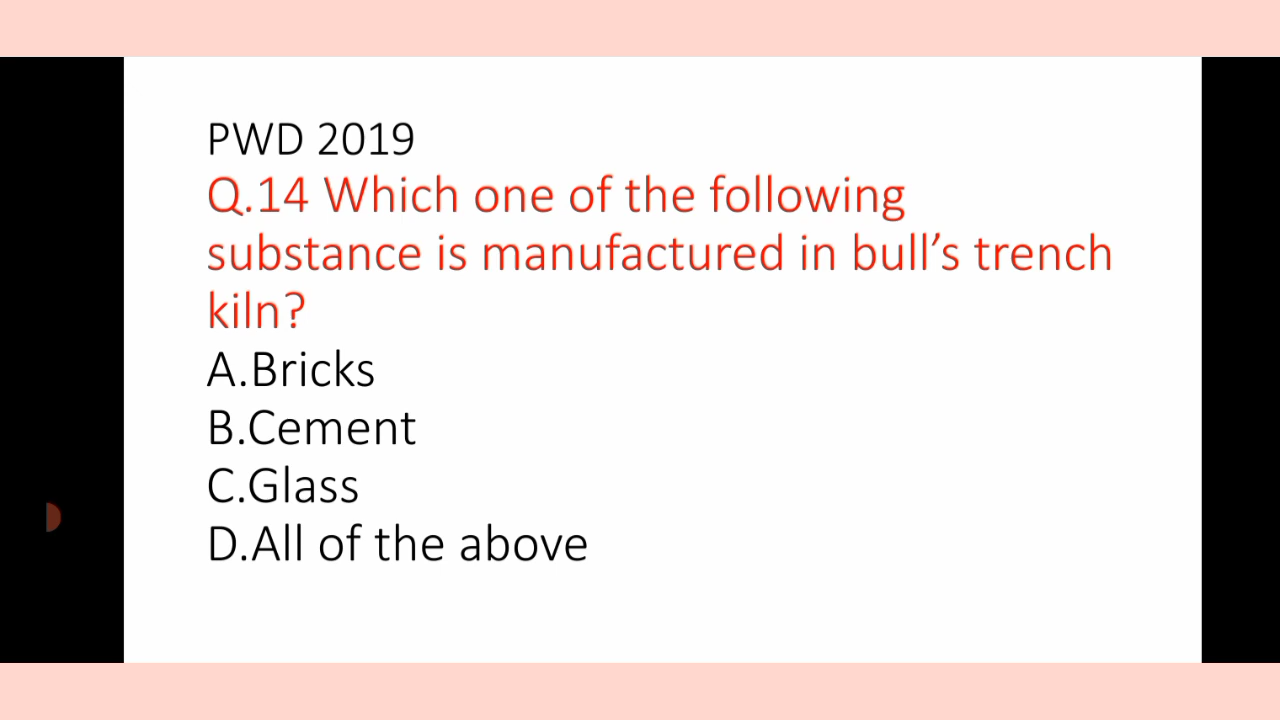 PWD 2019
Q.14 Which one of the following
substance is manufactured in bull’s trench
kiln?
A.Bricks
B.Cement
C.Glass
D.All of the above